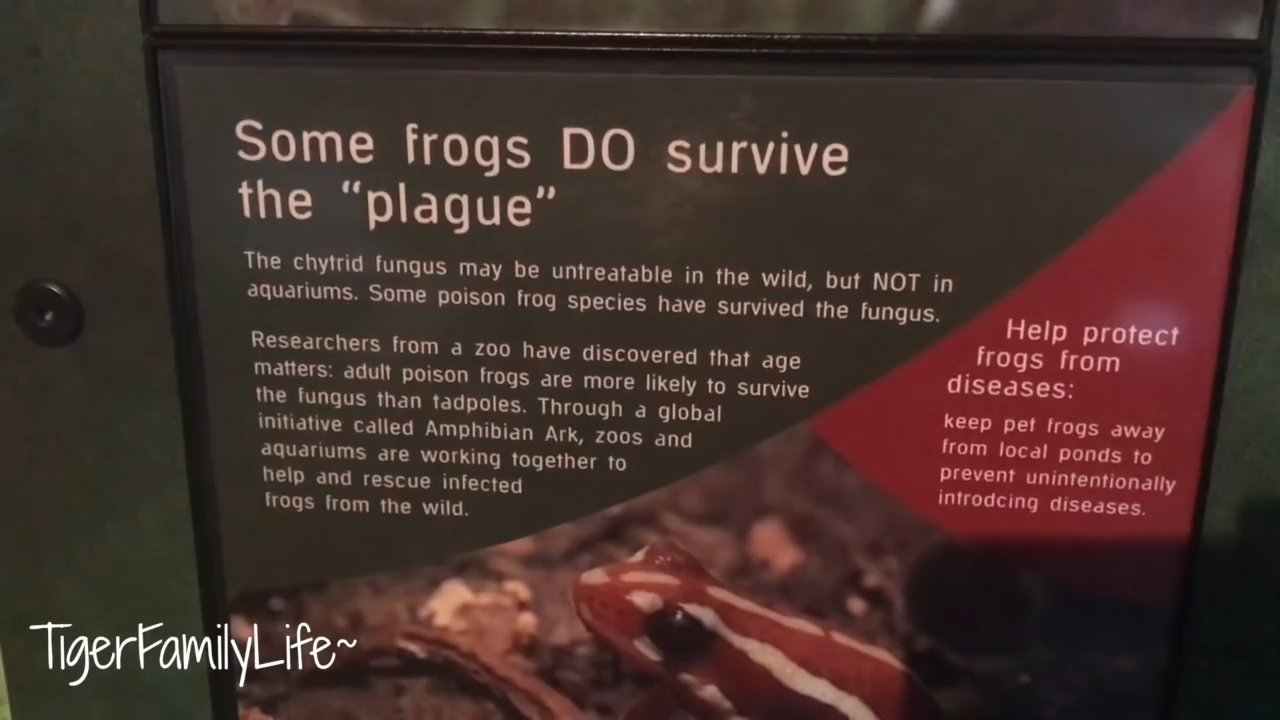 Some frogs DO survive
the “plague”
The chytrid fungus may be untreatable in the wild, but NOT in
aquariums. Some poison frog species have survived the fungus.
Researchers from a zoo have discovered that age
matters: adult poison frogs are more likely to survive
the fungus than tadpoles. Through a global
initiative called Amphibian Ark, zoos and
aquariums are working together to
help and rescue infected
frogs from the wild.
Help protect
frogs from
diseases:
keep pet frogs away
from local ponds to
prevent unintentionally
introdcing diseases.
TigerFamilyLife~